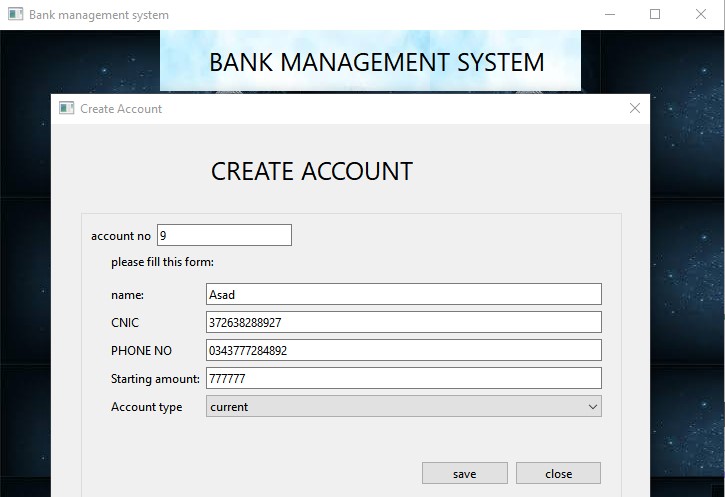 Bank management system
BANK MANAGEMENT SYSTEM
Create Account
CREATE ACCOUNT
account no 9
please fill this form:
name: Asad
CNIC 372638288927
PHONE NO 0343777284892
Starting amount: 777777
Account type current
save close